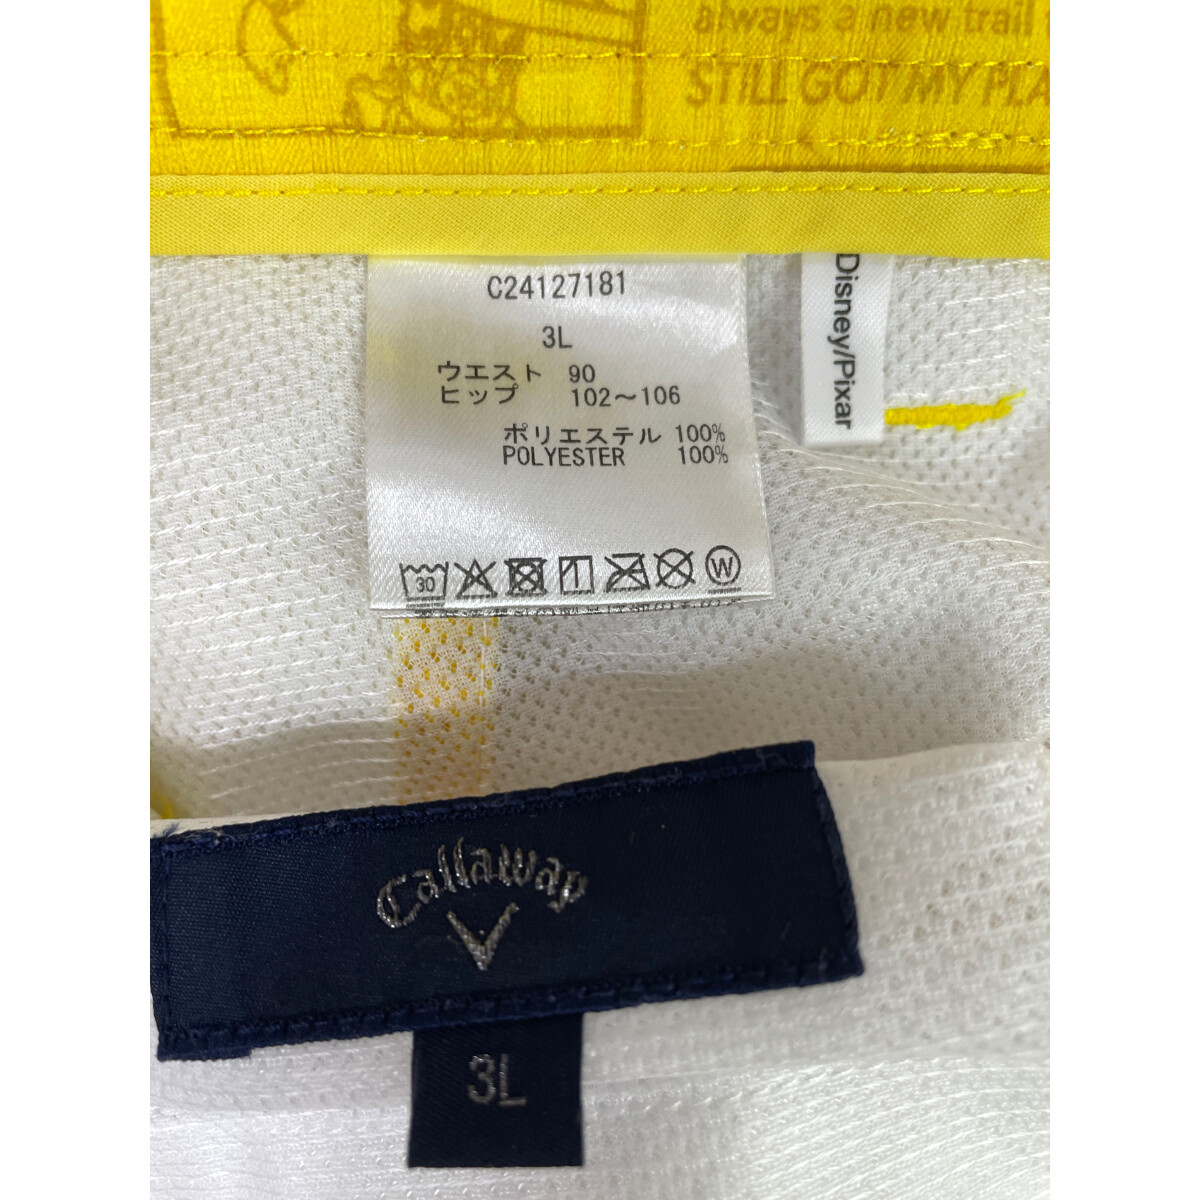 always a new trail
STILL GOT MY PLA
C24127181
3L
ウエスト 90
ヒップ 102〜106
ポリエステル 100%
POLYESTER 100%
30
W
Disney/Pixar
Callaway
3L